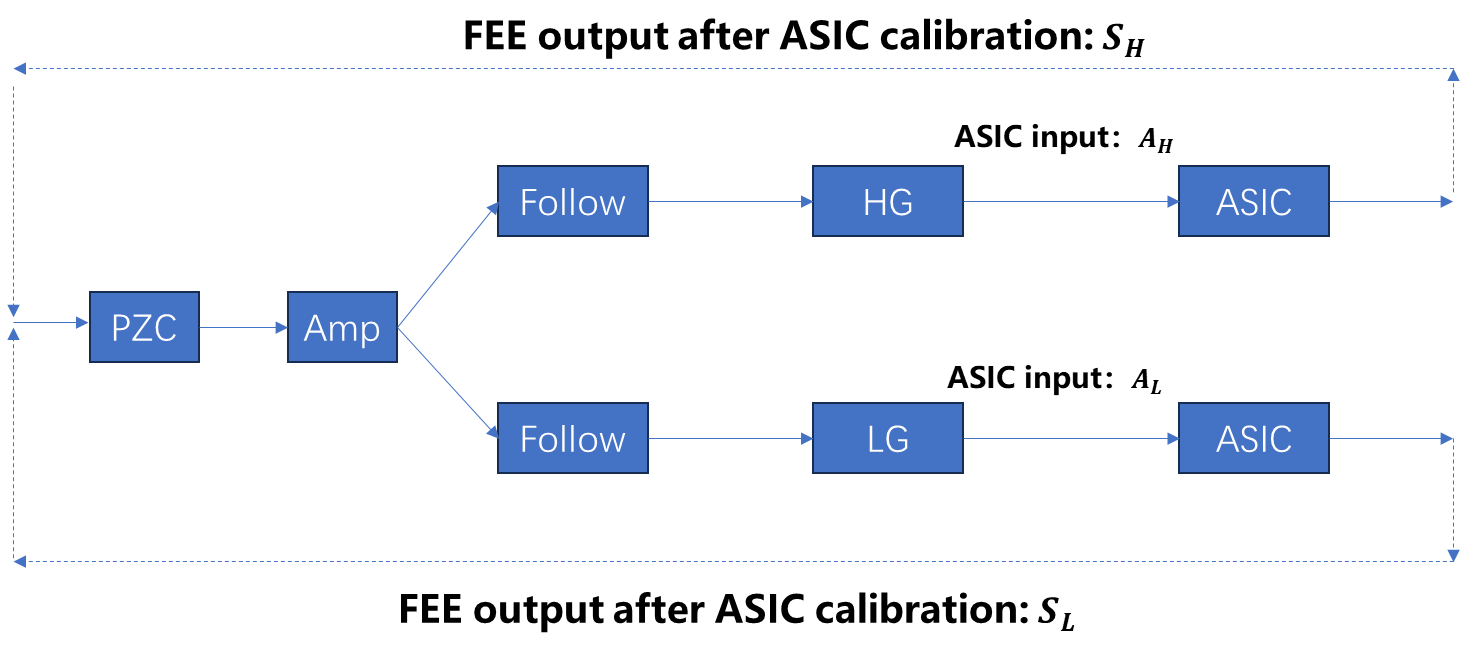 FEE output after ASIC calibration: S_H
ASIC input: A_H
Follow
HG
ASIC
PZC
Amp
ASIC input: A_L
Follow
LG
ASIC
FEE output after ASIC calibration: S_L